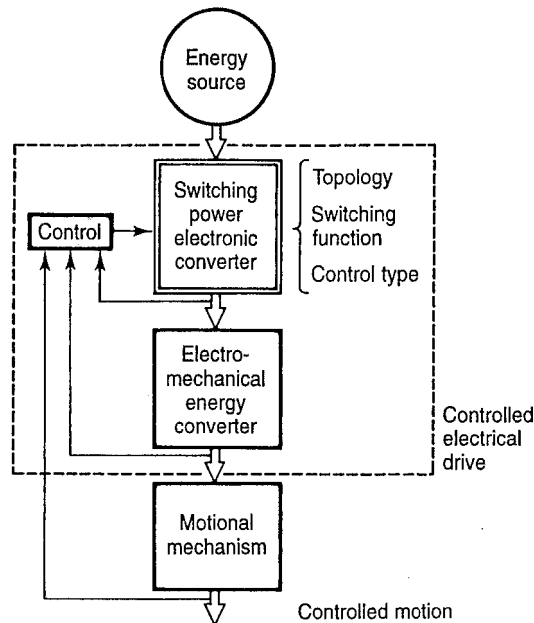 Energy
source
Switching
power
electronic
converter
Topology
Switching
function
Control type
Control
Electro-
mechanical
energy
converter
Controlled
electrical
drive
Motional
mechanism
Controlled motion